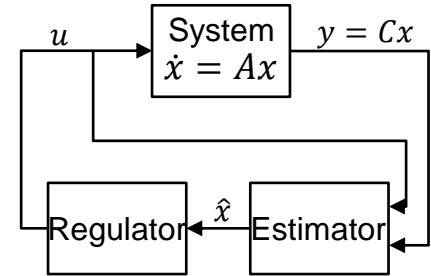 u
System
ẋ = Ax
y = Cx
Regulator
x̂
Estimator